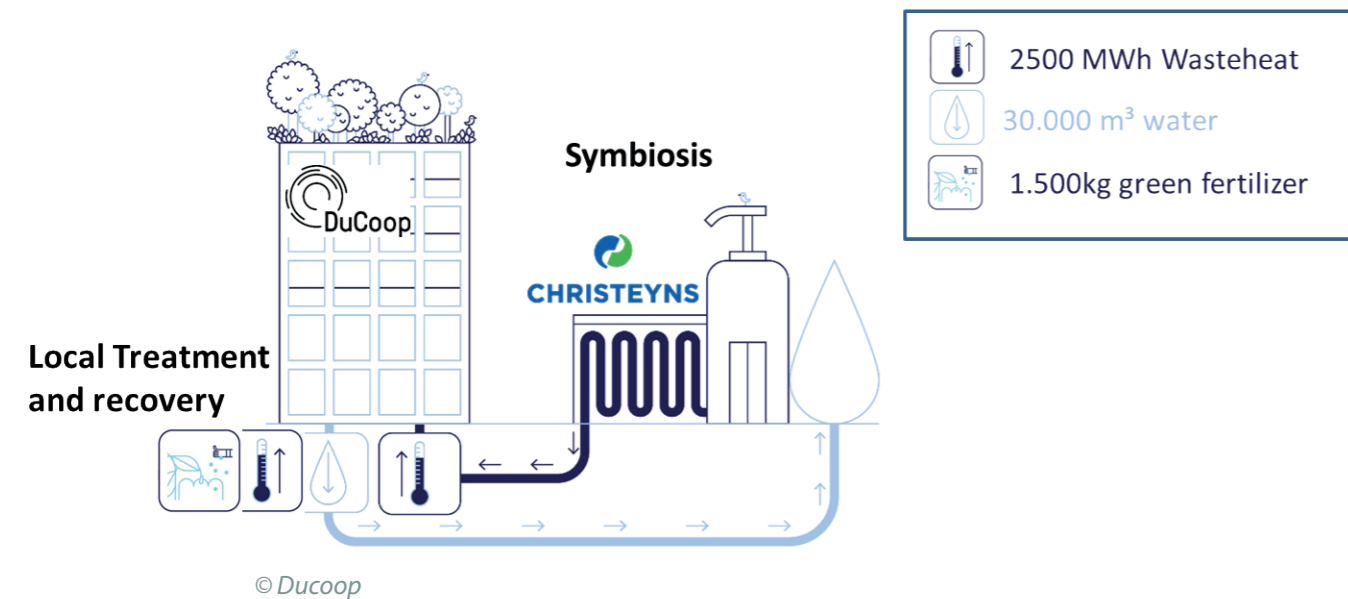 2500 MWh Wasteheat
30.000 m³ water
1.500kg green fertilizer
Symbiosis
DuCoop
CHRISTEYNS
Local Treatment
and recovery
© Ducoop